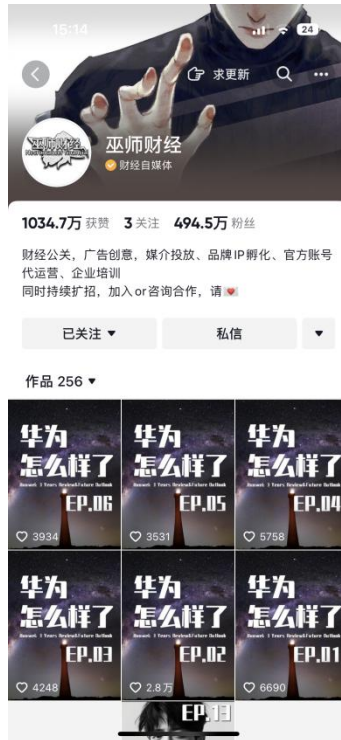 15:14
24
求更新
巫师财经
巫师财经
财经自媒体
1034.7万 获赞 3 关注 494.5万 粉丝
财经公关，广告创意，媒介投放、品牌IP孵化、官方账号
代运营、企业培训
同时持续扩招，加入or咨询合作，请💌
已关注
私信
作品 256
华为
怎么样了
EP.06
3934
华为
怎么样了
EP.05
3531
华为
怎么样了
EP.04
5758
华为
怎么样了
EP.03
4248
华为
怎么样了
EP.02
2.8万
华为
怎么样了
EP.01
6690
EP.13